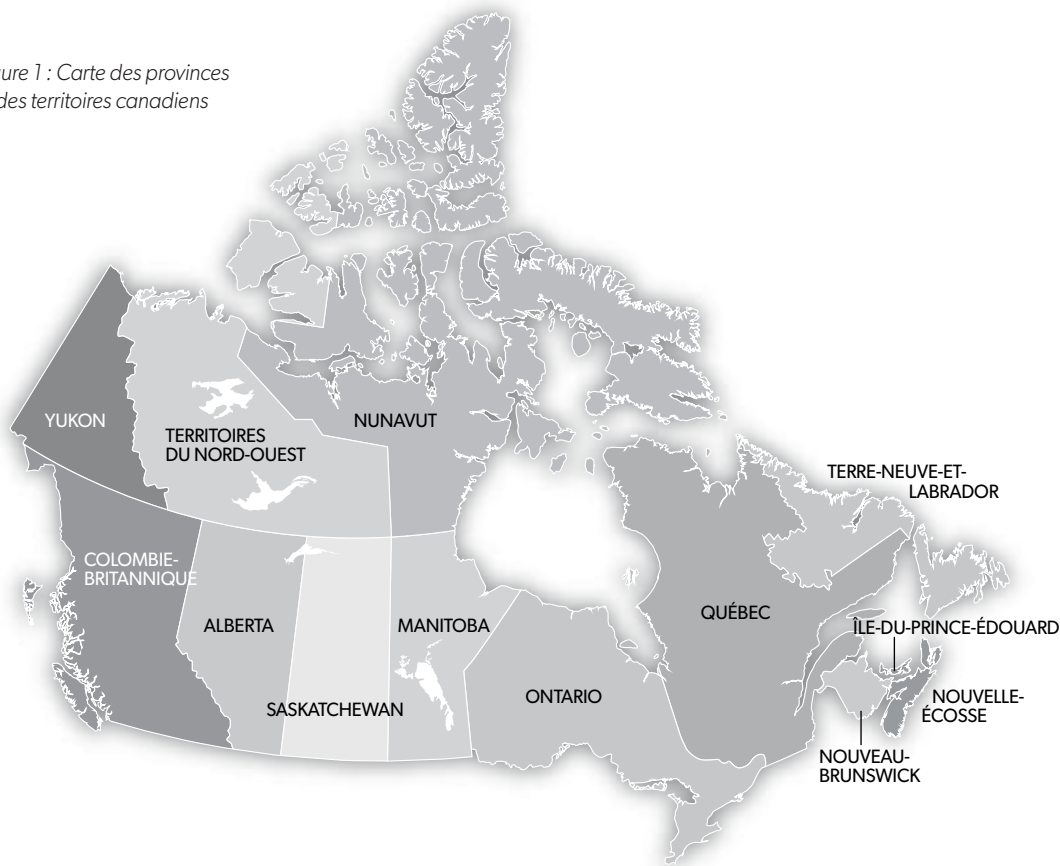 ure 1 : Carte des provinces
des territoires canadiens
YUKON
TERRITOIRES
DU NORD-OUEST
NUNAVUT
TERRE-NEUVE-ET-
LABRADOR
COLOMBIE-
BRITANNIQUE
ALBERTA
SASKATCHEWAN
MANITOBA
ONTARIO
QUÉBEC
ÎLE-DU-PRINCE-ÉDOUARD
NOUVELLE-
ÉCOSSE
NOUVEAU-
BRUNSWICK